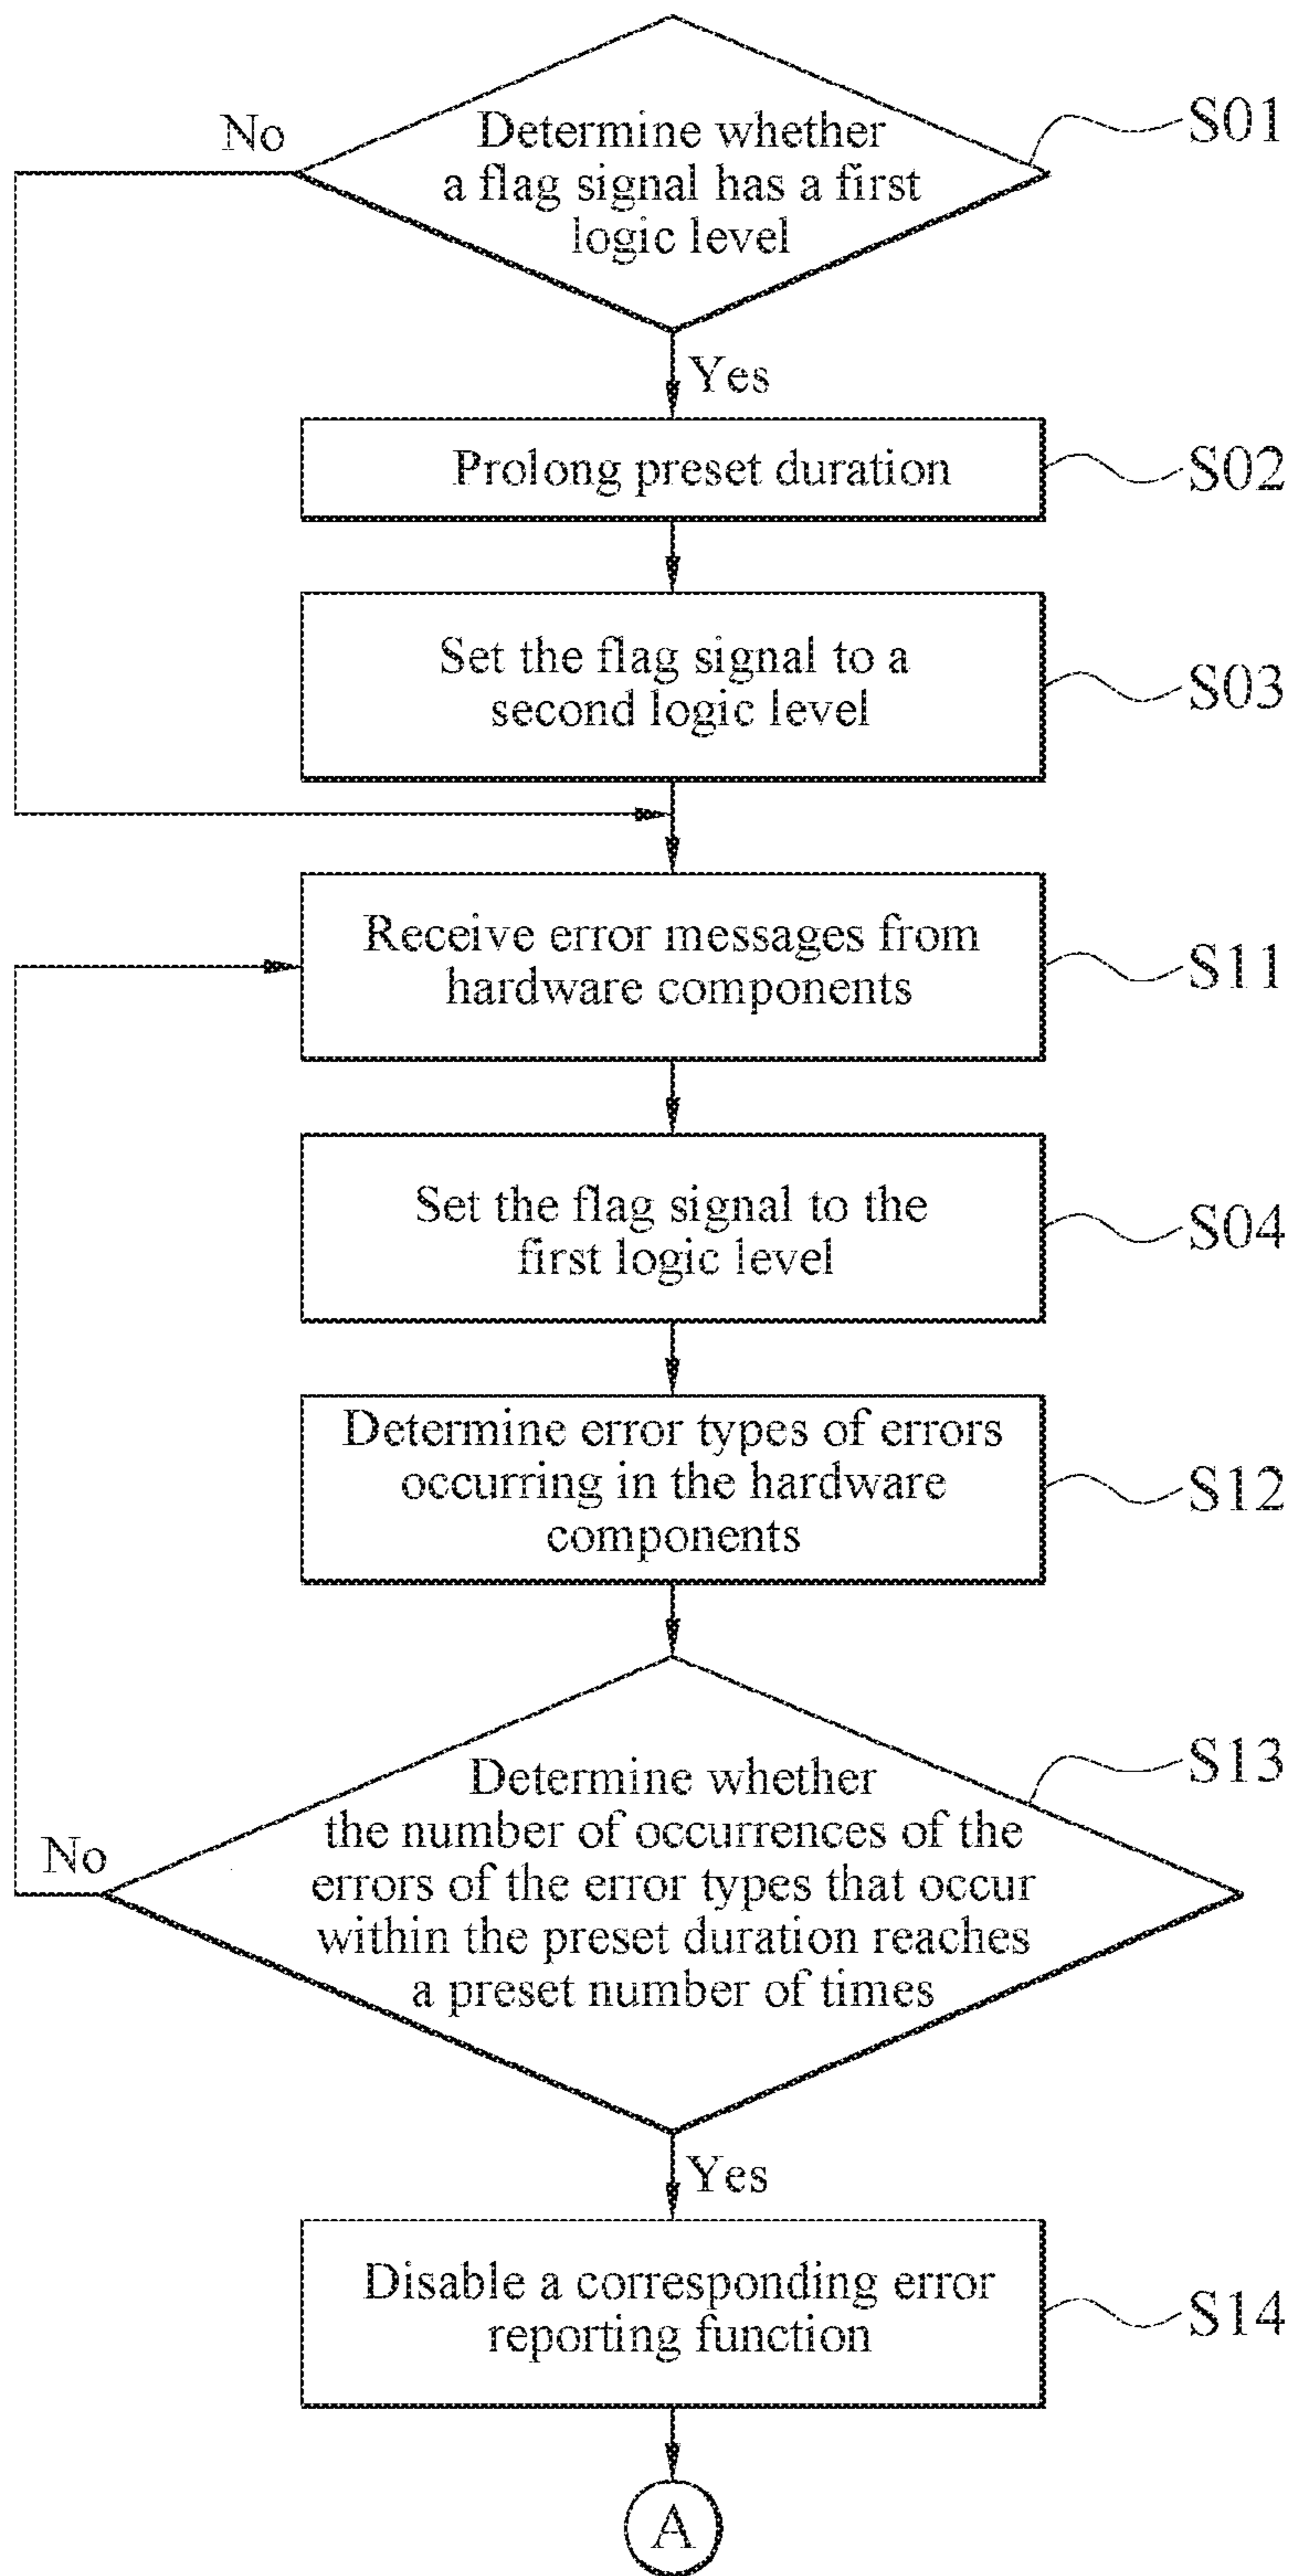 No
Determine whether
a flag signal has a first
logic level
S01
Yes
Prolong preset duration
S02
Set the flag signal to a
second logic level
S03
Receive error messages from
hardware components
S11
Set the flag signal to the
first logic level
S04
Determine error types of errors
occurring in the hardware
components
S12
Determine whether
the number of occurrences of the
errors of the error types that occur
within the preset duration reaches
a preset number of times
S13
No
Yes
Disable a corresponding error
reporting function
S14
A